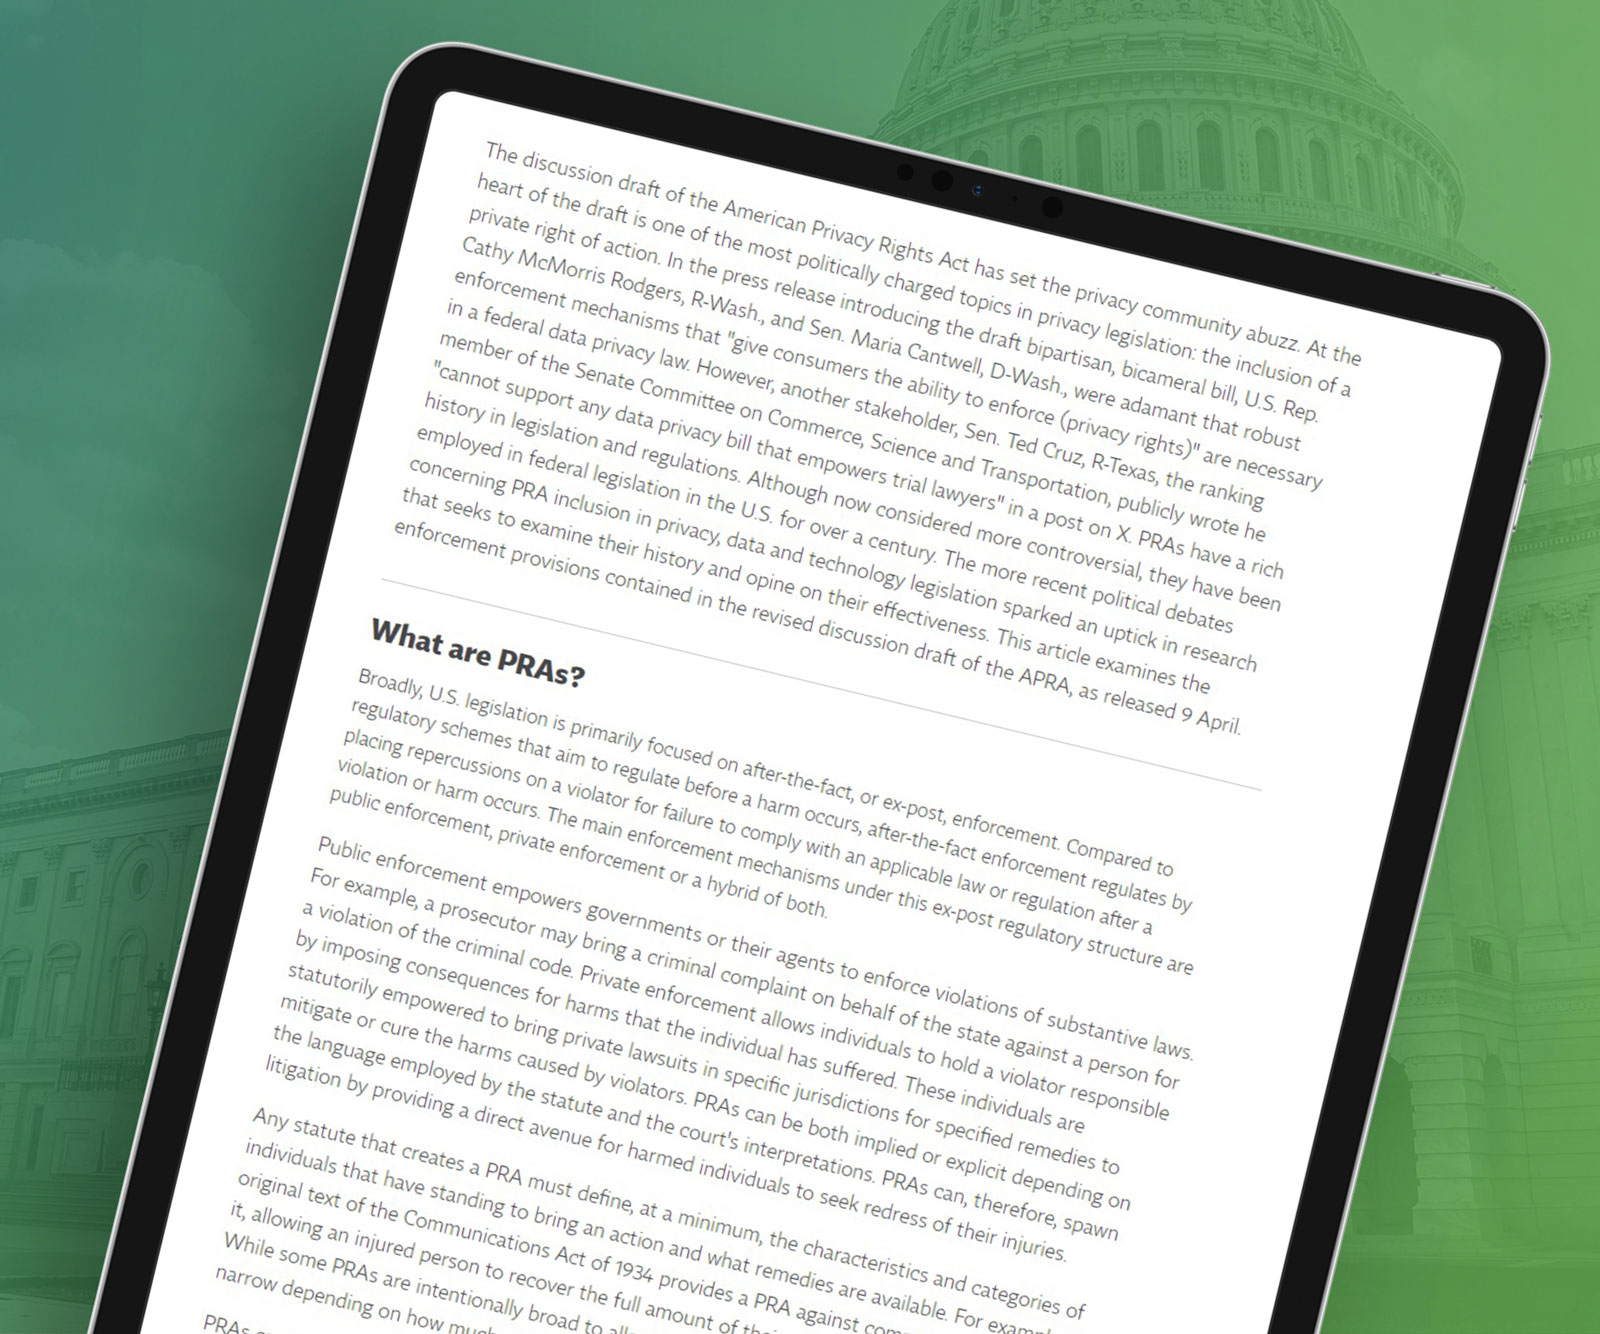 The discussion draft of the American Privacy Rights Act has set the privacy community abuzz. At the
heart of the draft is one of the most politically charged topics in privacy legislation: the inclusion of a
private right of action. In the press release introducing the draft bipartisan, bicameral bill, U.S. Rep.
Cathy McMorris Rodgers, R-Wash., and Sen. Maria Cantwell, D-Wash., were adamant that robust
enforcement mechanisms that "give consumers the ability to enforce (privacy rights)" are necessary
in a federal data privacy law. However, another stakeholder, Sen. Ted Cruz, R-Texas, the ranking
member of the Senate Committee on Commerce, Science and Transportation, publicly wrote he
"cannot support any data privacy bill that empowers trial lawyers" in a post on X. PRAs have a rich
history in legislation and regulations. Although now considered more controversial, they have been
employed in federal legislation in the U.S. for over a century. The more recent political debates
concerning PRA inclusion in privacy, data and technology legislation sparked an uptick in research
that seeks to examine their history and opine on their effectiveness. This article examines the
enforcement provisions contained in the revised discussion draft of the APRA, as released 9 April.
What are PRAs?
Broadly, U.S. legislation is primarily focused on after-the-fact, or ex-post, enforcement. Compared to
regulatory schemes that aim to regulate before a harm occurs, after-the-fact enforcement regulates by
placing repercussions on a violator for failure to comply with an applicable law or regulation after a
violation or harm occurs. The main enforcement mechanisms under this ex-post regulatory structure are
public enforcement, private enforcement or a hybrid of both.
Public enforcement empowers governments or their agents to enforce violations of substantive laws.
For example, a prosecutor may bring a criminal complaint on behalf of the state against a person for
a violation of the criminal code. Private enforcement allows individuals to hold a violator responsible
by imposing consequences for harms that the individual has suffered. These individuals are
statutorily empowered to bring private lawsuits in specific jurisdictions for specified remedies to
mitigate or cure the harms caused by violators. PRAs can be both implied or explicit depending on
the language employed by the statute and the court's interpretations. PRAs can, therefore, spawn
litigation by providing a direct avenue for harmed individuals to seek redress of their injuries.
Any statute that creates a PRA must define, at a minimum, the characteristics and categories of
individuals that have standing to bring an action and what remedies are available. For
original text of the Communications Act of 1934 provides a PRA against
it, allowing an injured person to recover the full amount of
While some PRAs are intentionally broad to
narrow depending on how
PRAs